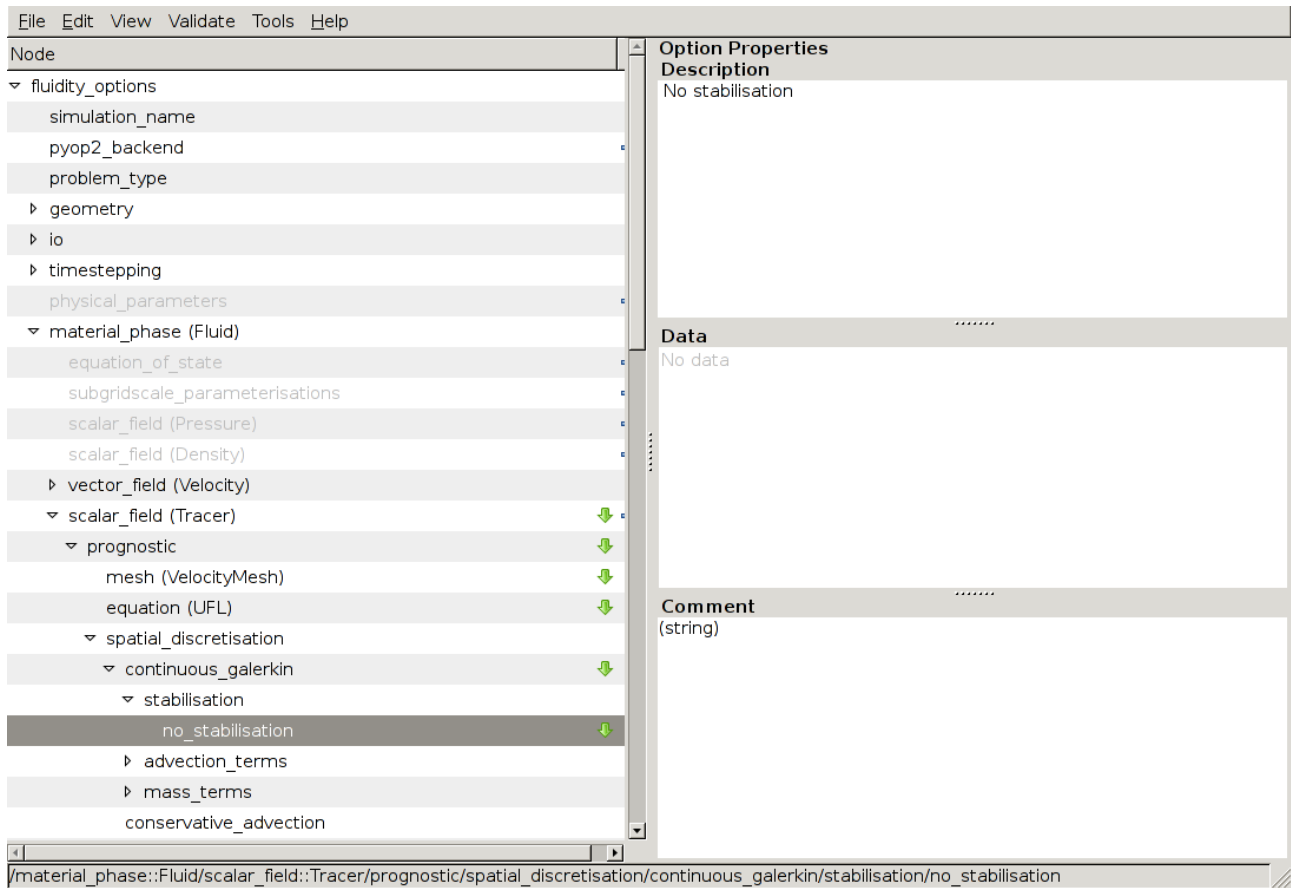 File Edit View Validate Tools Help
Node
fluidity_options
simulation_name
pyop2_backend
problem_type
geometry
io
timestepping
physical_parameters
material_phase (Fluid)
equation_of_state
subgridscale_parameterisations
scalar_field (Pressure)
scalar_field (Density)
vector_field (Velocity)
scalar_field (Tracer)
prognostic
mesh (VelocityMesh)
equation (UFL)
spatial_discretisation
continuous_galerkin
stabilisation
no_stabilisation
advection_terms
mass_terms
conservative_advection
Option Properties
Description
No stabilisation
Data
No data
Comment
(string)
/material_phase::Fluid/scalar_field::Tracer/prognostic/spatial_discretisation/continuous_galerkin/stabilisation/no_stabilisation